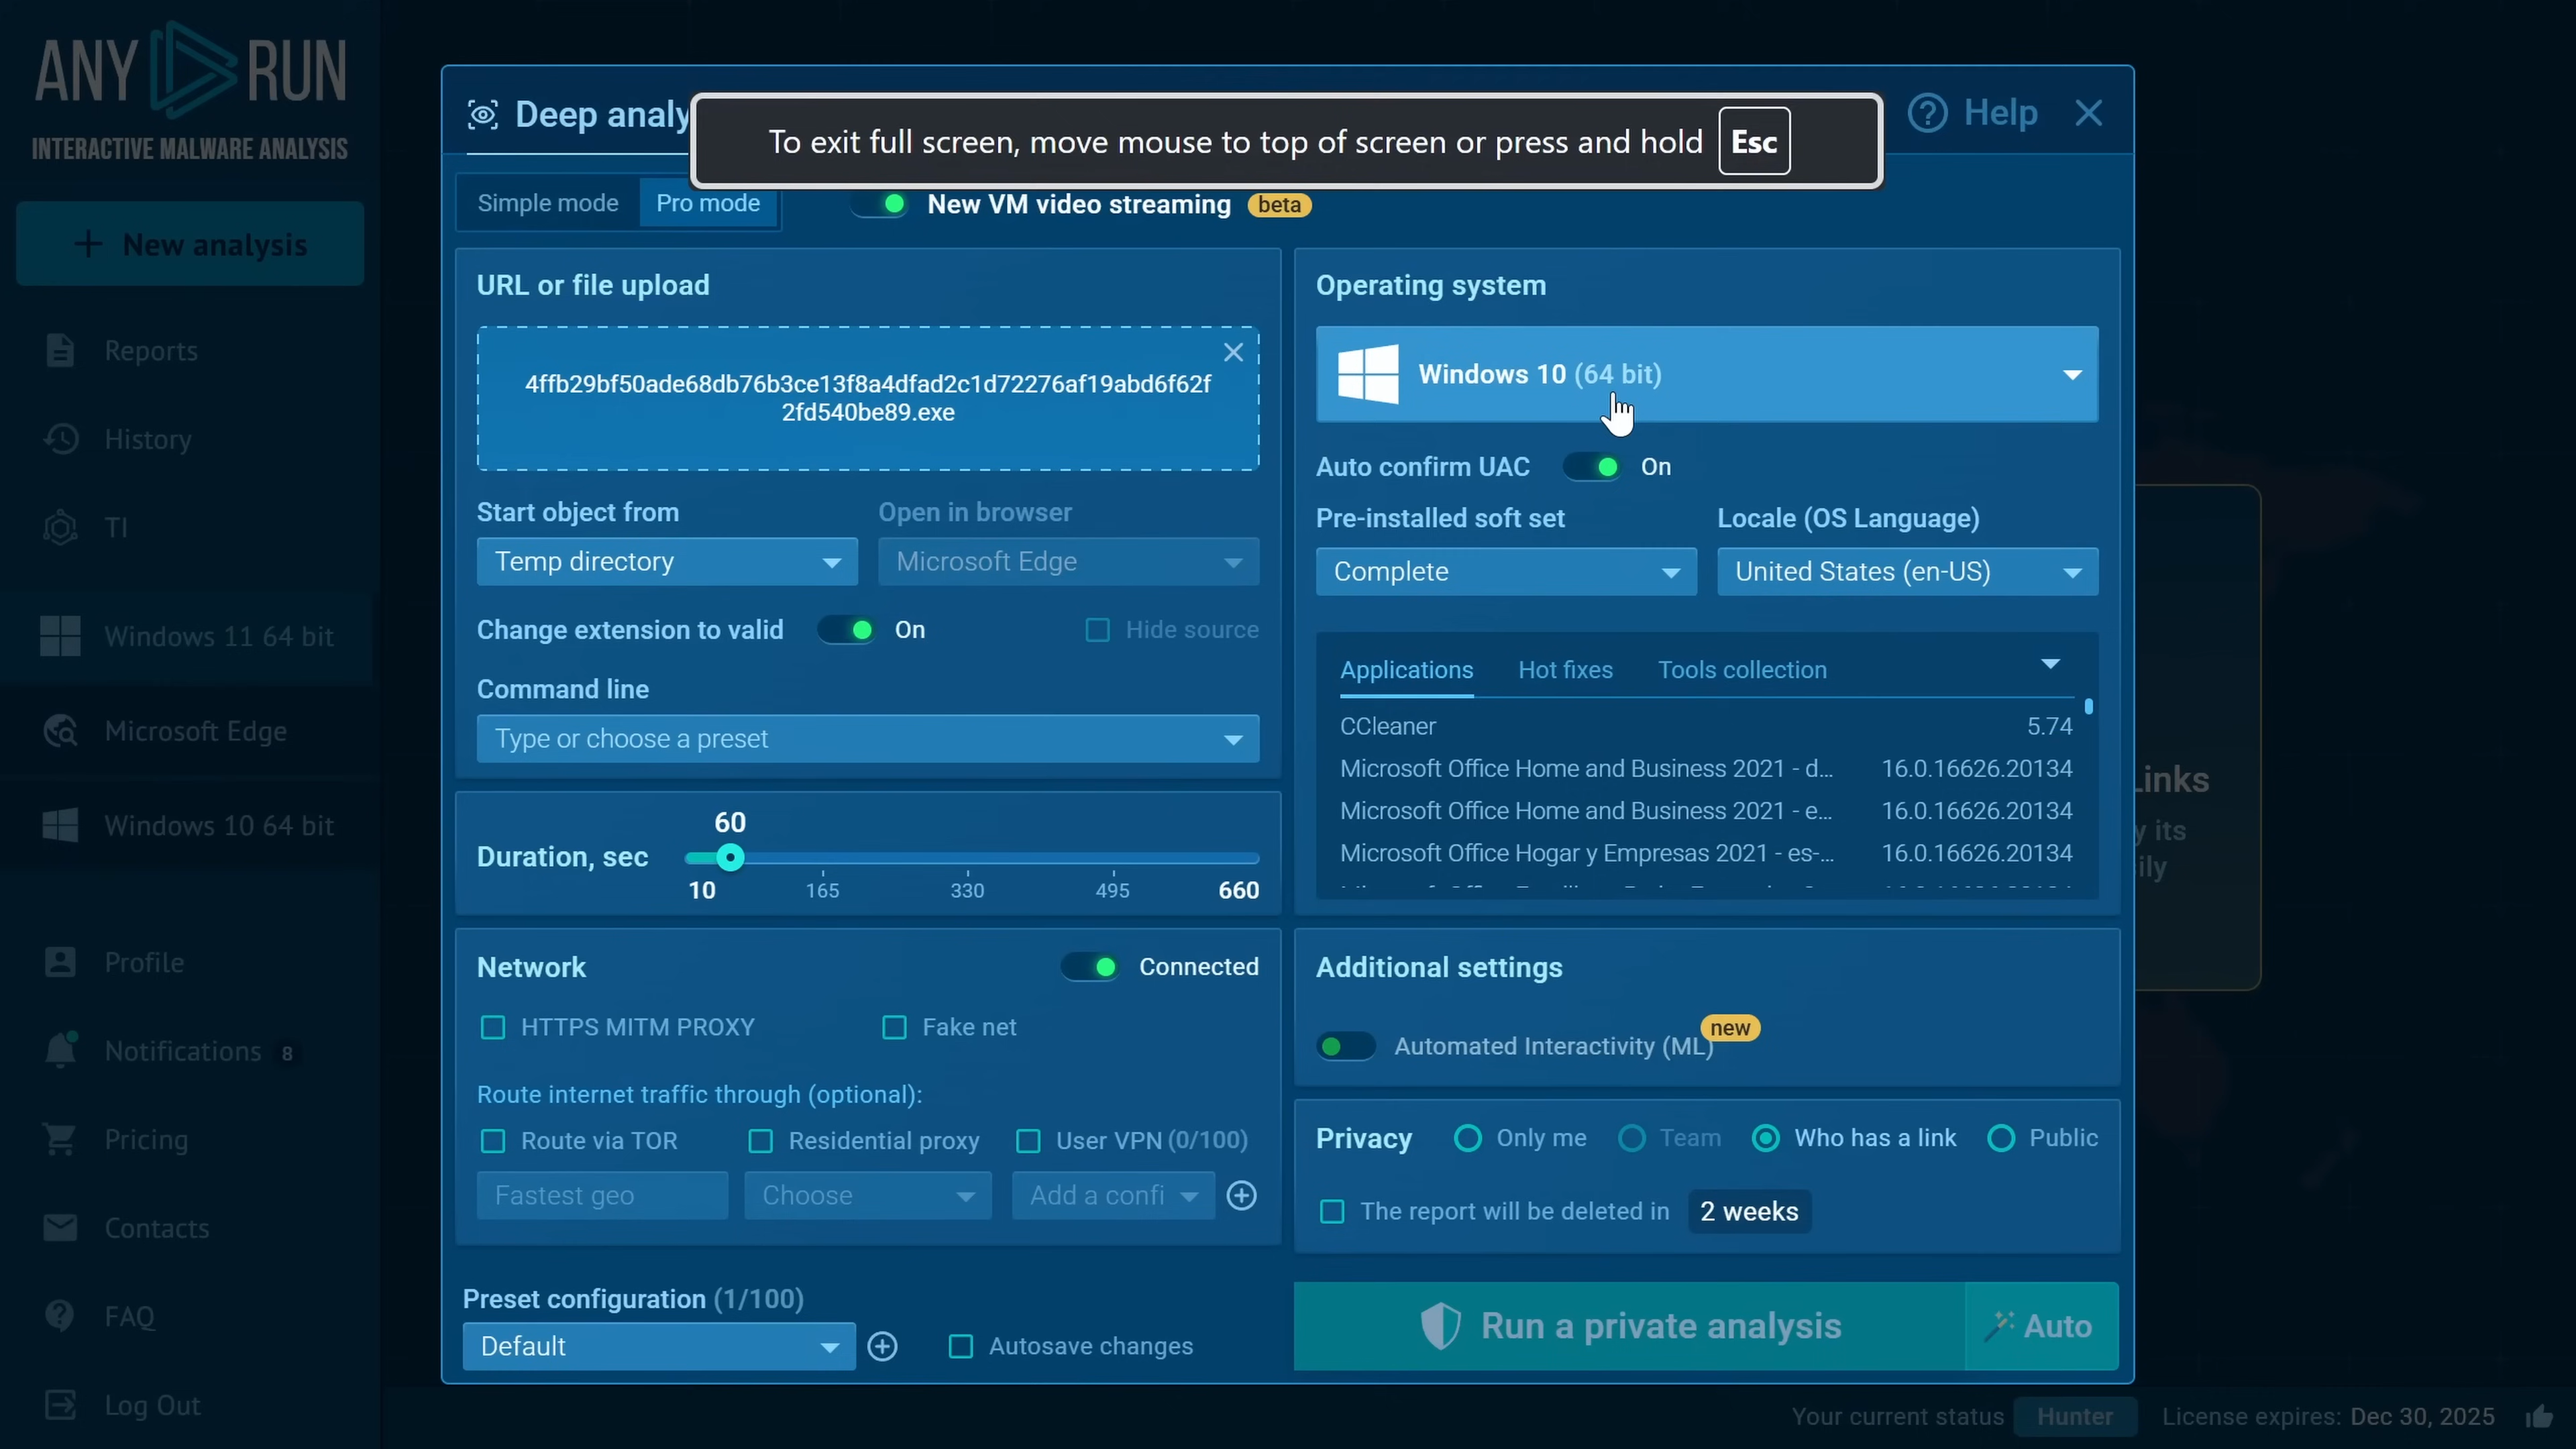 ANY RUN
INTERACTIVE MALWARE ANALYSIS
New analysis
Reports
History
TI
Windows 11 64 bit
Microsoft Edge
Windows 10 64 bit
Profile
Notifications 8
Pricing
Contacts
FAQ
Log Out
Deep analy
To exit full screen, move mouse to top of screen or press and hold Esc
Help
Simple mode
Pro mode
New VM video streaming beta
URL or file upload
4ffb29bf50ade68db76b3ce13f8a4dfad2c1d72276af19abd6f62f
2fd540be89.exe
Start object from
Open in browser
Temp directory
Microsoft Edge
Change extension to valid On
Hide source
Command line
Type or choose a preset
60
Duration, sec
10 165 330 495 660
Network
Connected
HTTPS MITM PROXY
Fake net
Route internet traffic through (optional):
Route via TOR
Residential proxy
User VPN (0/100)
Fastest geo
Choose
Add a confi
Preset configuration (1/100)
Default
Autosave changes
Operating system
Windows 10 (64 bit)
Auto confirm UAC On
Pre-installed soft set
Locale (OS Language)
Complete
United States (en-US)
Applications Hot fixes Tools collection
CCleaner 5.74
Microsoft Office Home and Business 2021 - d... 16.0.16626.20134
Microsoft Office Home and Business 2021 - e... 16.0.16626.20134
Microsoft Office Hogar y Empresas 2021 - es-... 16.0.16626.20134
Additional settings
new
Automated Interactivity (ML)
Privacy Only me Team Who has a link Public
The report will be deleted in 2 weeks
Run a private analysis
Auto
Links
y its
ily
Your current status Hunter License expires: Dec 30, 2025